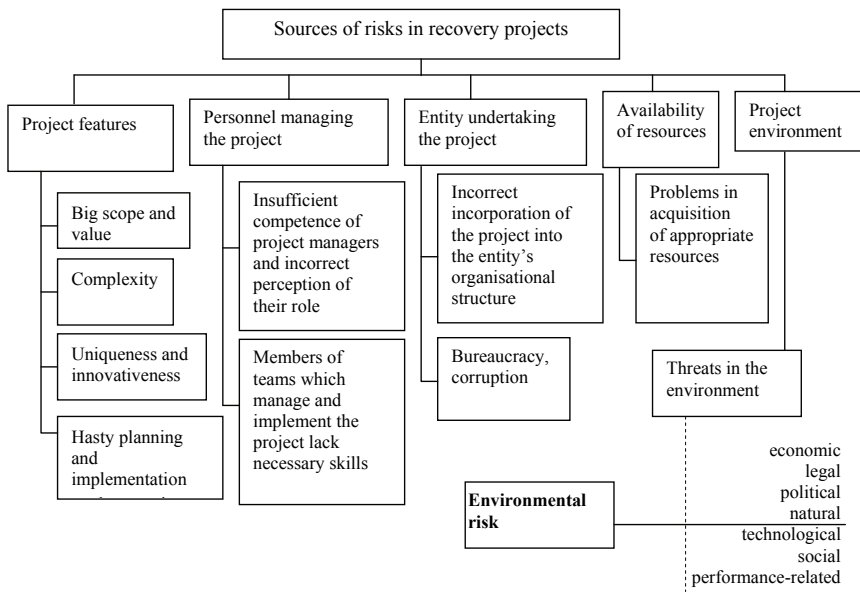 Sources of risks in recovery projects
Project features
Personnel managing
the project
Entity undertaking
the project
Availability
of resources
Project
environment
Big scope and
value
Complexity
Uniqueness and
innovativeness
Hasty planning
and
implementation
Insufficient
competence of
project managers
and incorrect
perception of
their role
Members of
teams which
manage and
implement the
project lack
necessary skills
Incorrect
incorporation of
the project into
the entity’s
organisational
structure
Bureaucracy,
corruption
Problems in
acquisition
of appropriate
resources
Threats in the
environment
Environmental
risk
economic
legal
political
natural
technological
social
performance-related